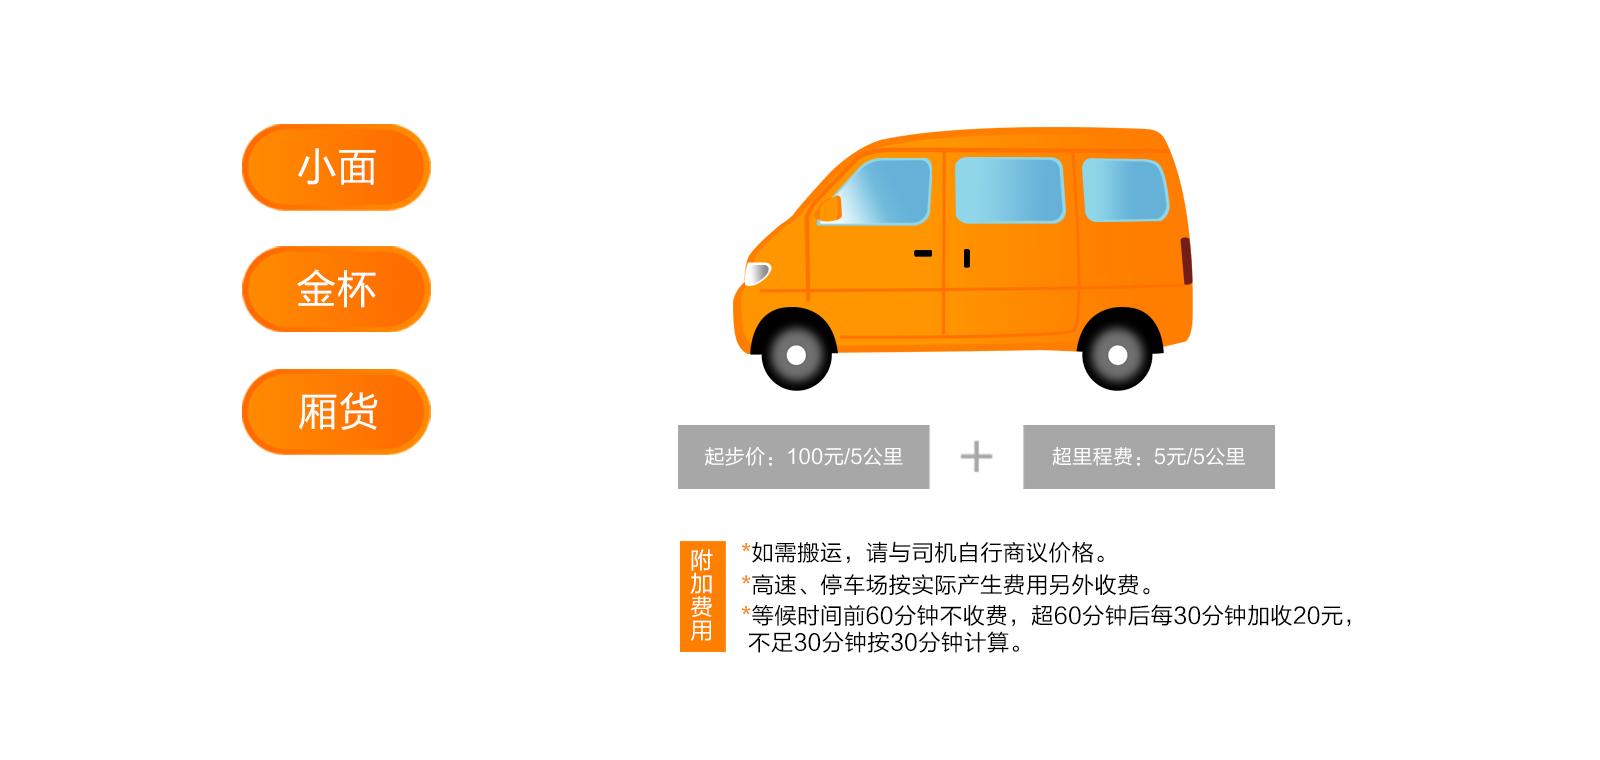 小面
金杯
厢货
起步价：100元/5公里
+
超里程费：5元/5公里
附加费用
*如需搬运，请与司机自行商议价格。
*高速、停车场按实际产生费用另外收费。
*等候时间前60分钟不收费，超60分钟后每30分钟加收20元，
不足30分钟按30分钟计算。